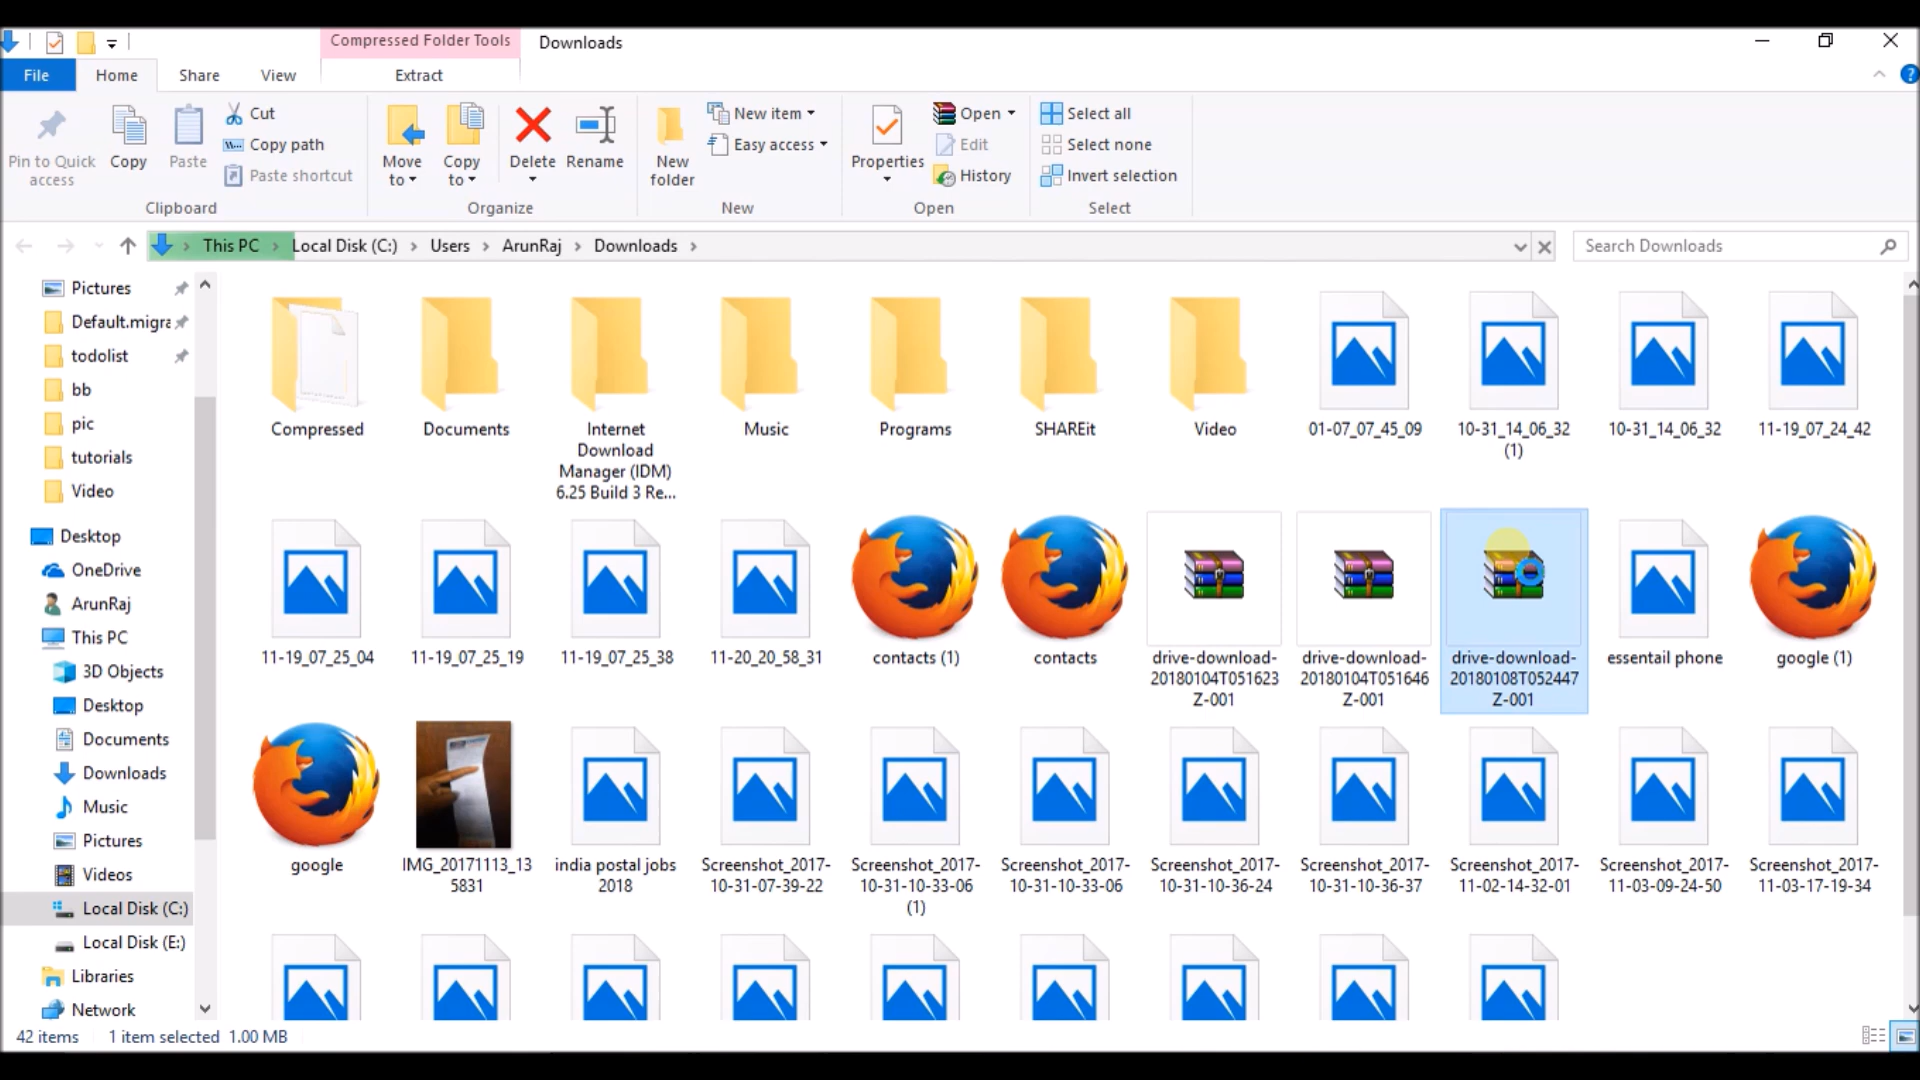 Compressed Folder Tools
Downloads
File
Home
Share
View
Extract
Pin to Quick access
Copy
Paste
Cut
Copy path
Paste shortcut
Clipboard
Move to
Copy to
Delete
Rename
Organize
New folder
New item
Easy access
New
Properties
Open
Edit
History
Open
Select all
Select none
Invert selection
Select
This PC
Local Disk (C:)
Users
ArunRaj
Downloads
Search Downloads
Pictures
Default.migra
todolist
bb
pic
tutorials
Video
Desktop
OneDrive
ArunRaj
This PC
3D Objects
Desktop
Documents
Downloads
Music
Pictures
Videos
Local Disk (C:)
Local Disk (E:)
Libraries
Network
Compressed
Documents
Internet
Download
Manager (IDM)
6.25 Build 3 Re...
Music
Programs
SHAREit
Video
01-07_07_45_09
10-31_14_06_32
(1)
10-31_14_06_32
11-19_07_24_42
11-19_07_25_04
11-19_07_25_19
11-19_07_25_38
11-20_20_58_31
contacts (1)
contacts
drive-download-
20180104T051623
Z-001
drive-download-
20180104T051646
Z-001
drive-download-
20180108T052447
Z-001
essentail phone
google (1)
google
IMG_20171113_13
5831
india postal jobs
2018
Screenshot_2017-
10-31-07-39-22
Screenshot_2017-
10-31-10-33-06
(1)
Screenshot_2017-
10-31-10-33-06
Screenshot_2017-
10-31-10-36-24
Screenshot_2017-
10-31-10-36-37
Screenshot_2017-
11-02-14-32-01
Screenshot_2017-
11-03-09-24-50
Screenshot_2017-
11-03-17-19-34
42 items
1 item selected 1.00 MB